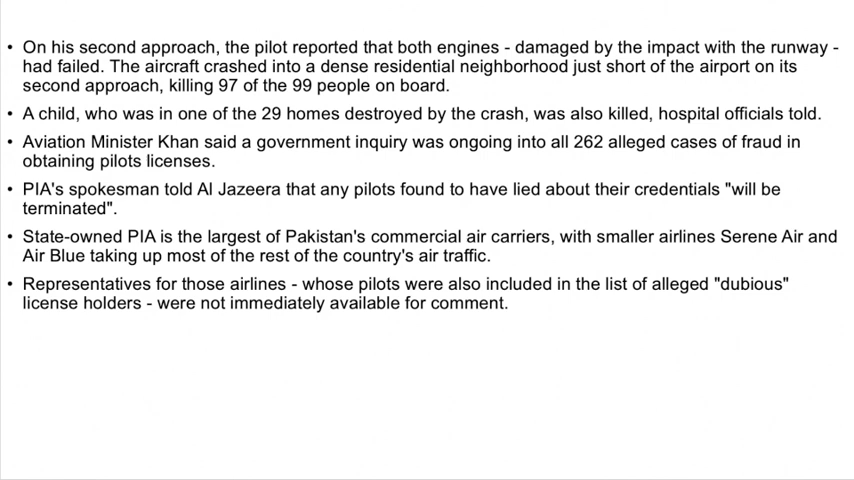 • On his second approach, the pilot reported that both engines - damaged by the impact with the runway -
had failed. The aircraft crashed into a dense residential neighborhood just short of the airport on its
second approach, killing 97 of the 99 people on board.
• A child, who was in one of the 29 homes destroyed by the crash, was also killed, hospital officials told.
• Aviation Minister Khan said a government inquiry was ongoing into all 262 alleged cases of fraud in
obtaining pilots licenses.
• PIA's spokesman told Al Jazeera that any pilots found to have lied about their credentials "will be
terminated".
• State-owned PIA is the largest of Pakistan's commercial air carriers, with smaller airlines Serene Air and
Air Blue taking up most of the rest of the country's air traffic.
• Representatives for those airlines - whose pilots were also included in the list of alleged "dubious"
license holders - were not immediately available for comment.